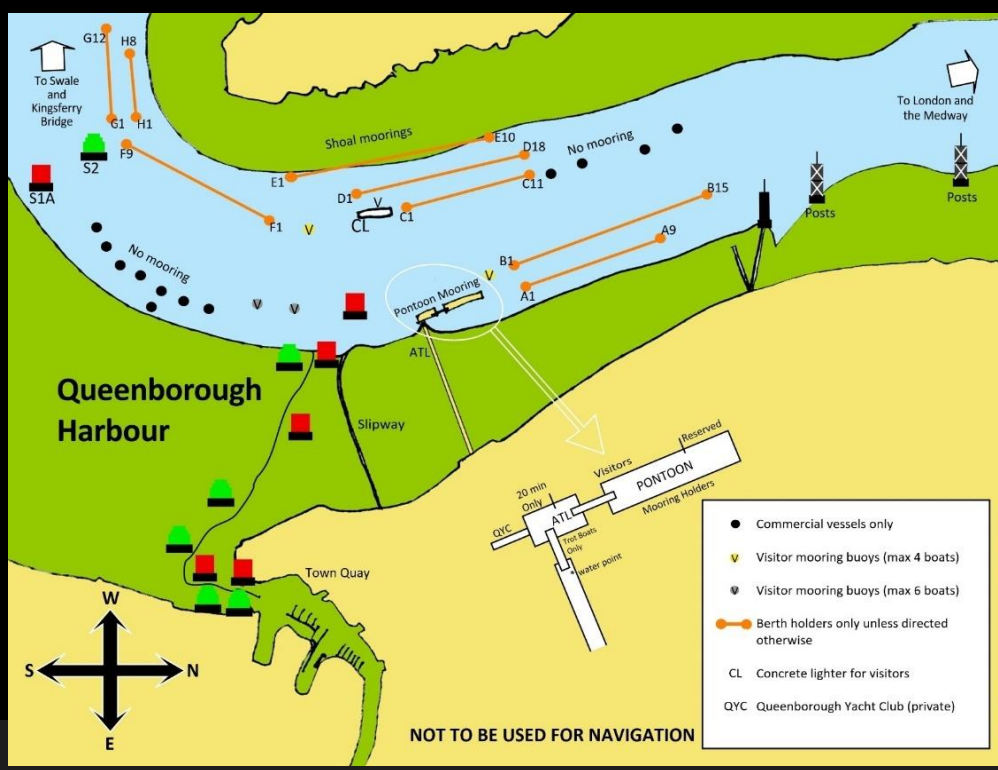 G12
H8
To Swale
and
Kingsferry
Bridge
G1
H1
S2
F9
S1A
Shoal moorings
E10
E1
D18
No mooring
To London and
the Medway
D1
C11
V
CL
C1
F1
V
B15
Posts
Posts
No mooring
A9
B1
V
A1
V
V
Pontoon Mooring
ATL
Queenborough
Harbour
Slipway
Reserved
Visitors
PONTOON
Mooring Holders
20 min
Only
ATL
QYC
Trot Boats
Only
water point
Town Quay
W
S
N
E
Commercial vessels only
V Visitor mooring buoys (max 4 boats)
V Visitor mooring buoys (max 6 boats)
Berth holders only unless directed
otherwise
CL Concrete lighter for visitors
QYC Queenborough Yacht Club (private)
NOT TO BE USED FOR NAVIGATION